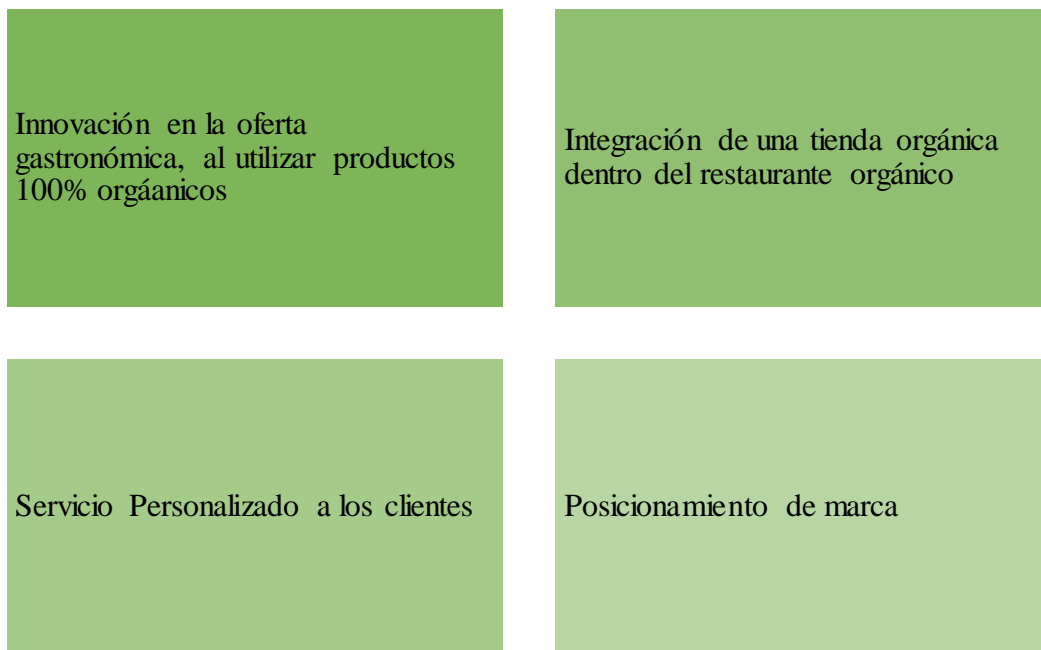 Innovación en la oferta
gastronómica, al utilizar productos
100% orgáanicos
Integración de una tienda orgánica
dentro del restaurante orgánico
Servicio Personalizado a los clientes
Posicionamiento de marca